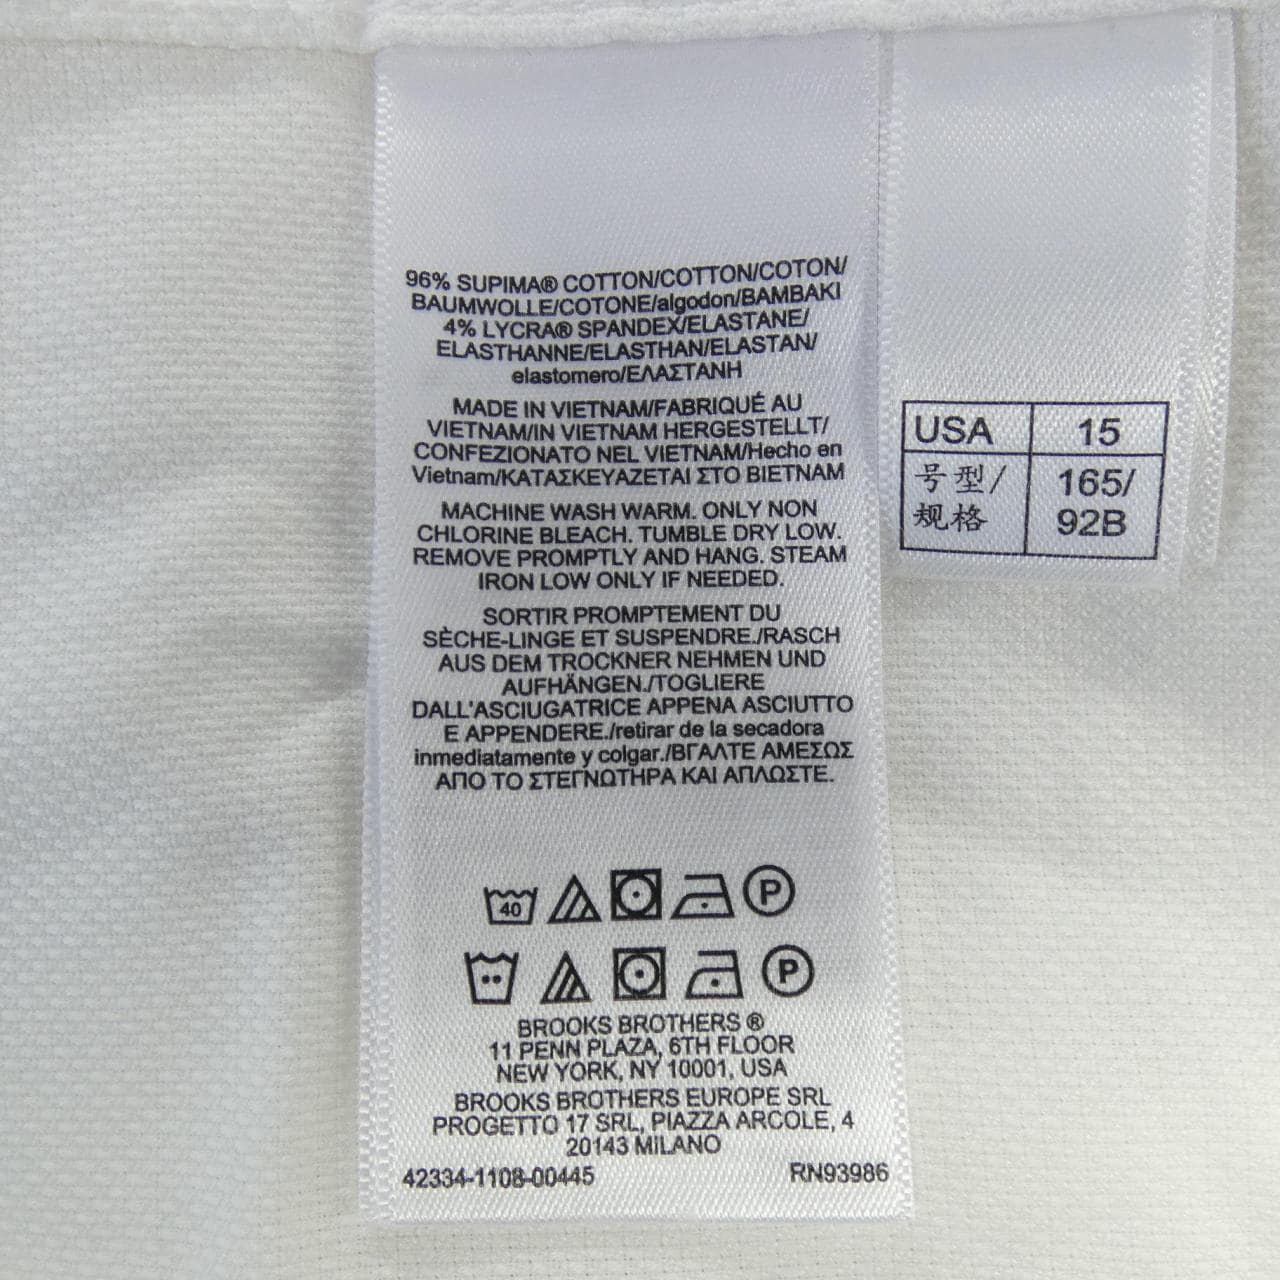 96% SUPIMA® COTTON/COTTON/COTON/
BAUMWOLLE/COTONE/algodon/BAMBAKI
4% LYCRA® SPANDEX/ELASTANE/
ELASTHANNE/ELASTHAN/ELASTAN/
elastomero/ΕΛΑΣΤΑΝΗ
MADE IN VIETNAM/FABRIQUÉ AU
VIETNAM/IN VIETNAM HERGESTELLT/
CONFEZIONATO NEL VIETNAM/Hecho en
Vietnam/ΚΑΤΑΣΚΕΥΑΖΕΤΑΙ ΣΤΟ ΒΙΕΤΝΑΜ
MACHINE WASH WARM. ONLY NON
CHLORINE BLEACH. TUMBLE DRY LOW.
REMOVE PROMPTLY AND HANG. STEAM
IRON LOW ONLY IF NEEDED.
SORTIR PROMPTEMENT DU
SÈCHE-LINGE ET SUSPENDRE./RASCH
AUS DEM TROCKNER NEHMEN UND
AUFHÄNGEN./TOGLIERE
DALL'ASCIUGATRICE APPENA ASCIUTTO
E APPENDERE./retirar de la secadora
inmediatamente y colgar./ΒΓΑΛΤΕ ΑΜΕΣΩΣ
ΑΠΟ ΤΟ ΣΤΕΓΝΩΤΗΡΑ ΚΑΙ ΑΠΛΩΣΤΕ.
40 P
P
BROOKS BROTHERS ®
11 PENN PLAZA, 6TH FLOOR
NEW YORK, NY 10001, USA
BROOKS BROTHERS EUROPE SRL
PROGETTO 17 SRL, PIAZZA ARCOLE, 4
20143 MILANO
42334-1108-00445 RN93986
USA 15
号型/ 165/
规格 92B